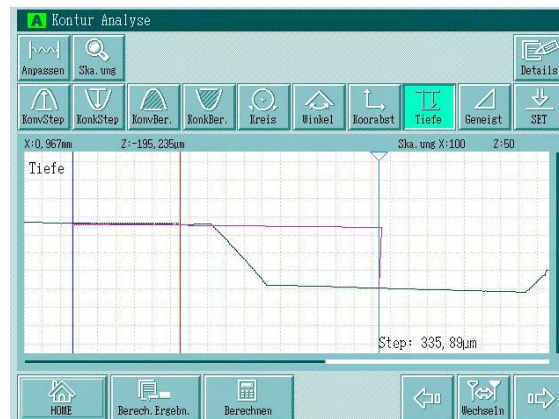 A Kontur Analyse
Anpassen Ska.ung Details
KonvStep KonkStep KonvBer. KonkBer. Kreis Winkel Koorabst Tiefe Geneigt SET
X:0,967mm Z:-195,235µm Ska.ung X:100 Z:50
Tiefe
Step: 335,89µm
HOME Berech.Ergebn. Berechnen Wechseln